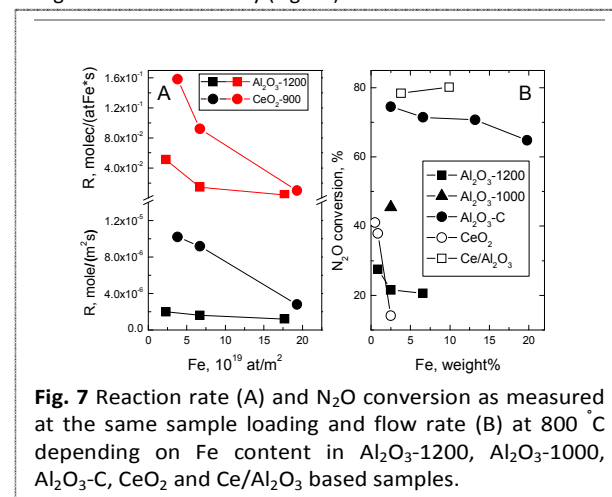 A
Al₂O₃-1200
CeO₂-900
R, molec/(atFe*s)
1.6x10⁻¹
1.2x10⁻¹
8.0x10⁻²
4.0x10⁻²
R, mole/(m²s)
1.2x10⁻⁵
8.0x10⁻⁶
4.0x10⁻⁶
0.0
0 5 10 15 20
Fe, 10¹⁹ at/m²
B
N₂O conversion, %
80
60
40
20
Al₂O₃-1200
Al₂O₃-1000
Al₂O₃-C
CeO₂
Ce/Al₂O₃
0 5 10 15 20
Fe, weight%
Fig. 7 Reaction rate (A) and N₂O conversion as measured
at the same sample loading and flow rate (B) at 800 °C
depending on Fe content in Al₂O₃-1200, Al₂O₃-1000,
Al₂O₃-C, CeO₂ and Ce/Al₂O₃ based samples.